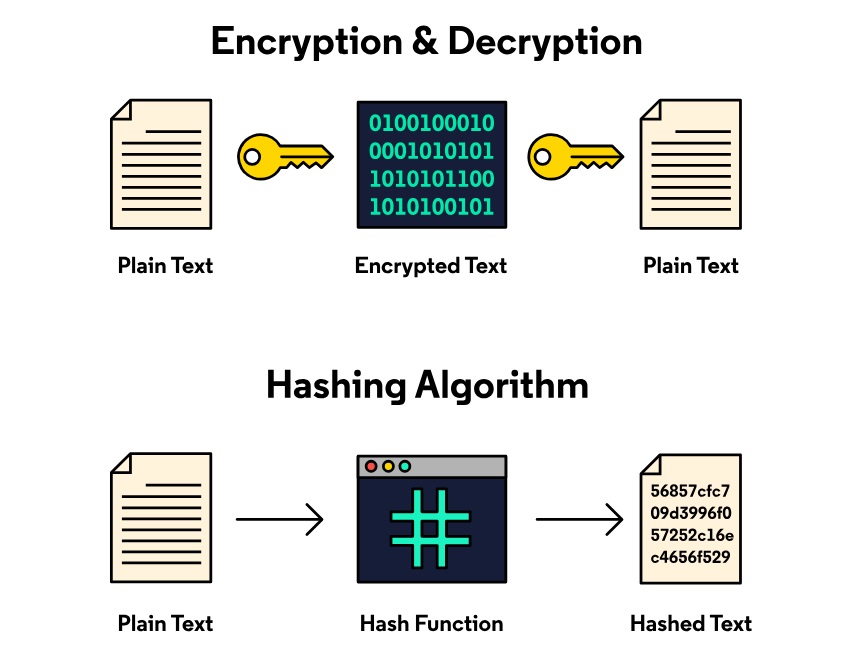 Encryption & Decryption
0100100010
0001010101
1010101100
1010100101
Plain Text
Encrypted Text
Plain Text
Hashing Algorithm
56857cfc7
09d3996f0
57252c16e
c4656f529
Plain Text
Hash Function
Hashed Text